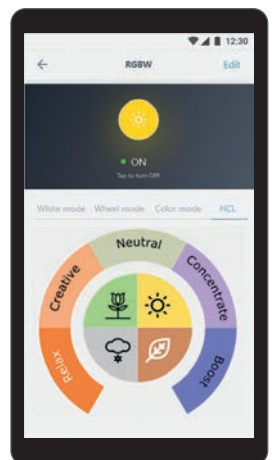 12:30
RGBW Edit
ON
Tap to turn OFF
White mode Wheel mode Color mode HCL
Neutral
Creative
Concentrate
Relax
Boost